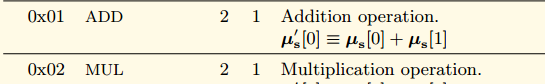 0x01 ADD 2 1 Addition operation.
μ′ₛ[0] ≡ μₛ[0] + μₛ[1]
0x02 MUL 2 1 Multiplication operation.